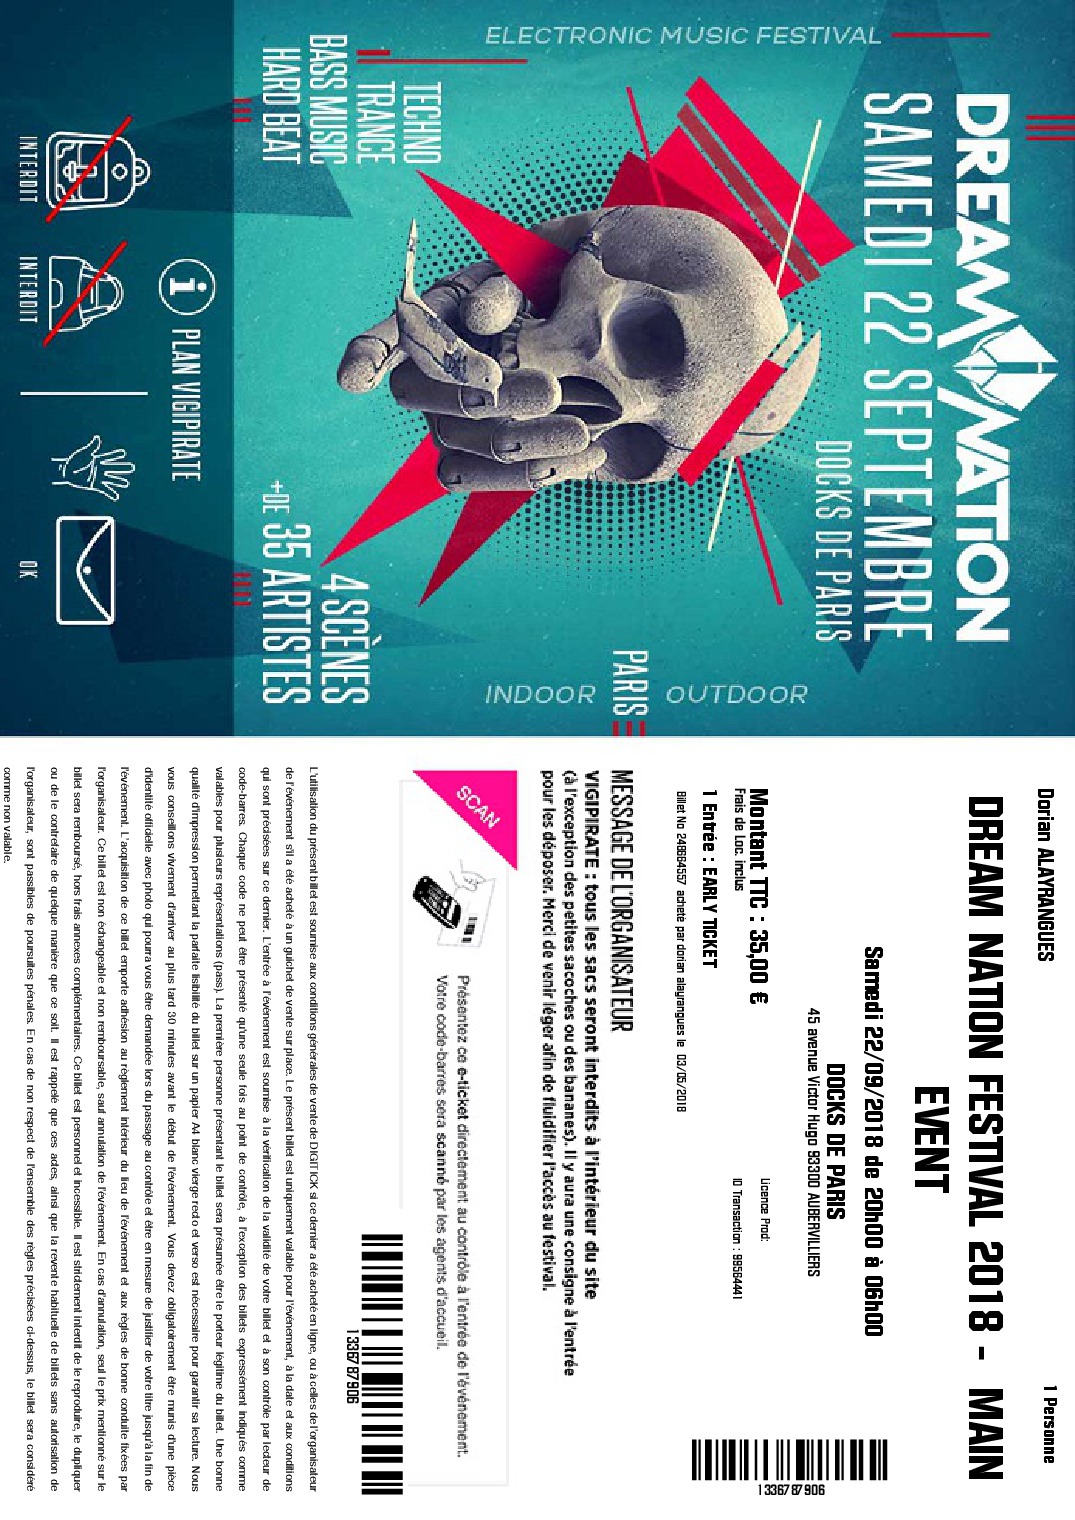 ELECTRONIC MUSIC FESTIVAL
DREAM NATION
SAMEDI 22 SEPTEMBRE
DOCKS DE PARIS
INDOOR PARIS OUTDOOR
TECHNO
TRANCE
BASS MUSIC
HARD BEAT
4 SCÈNES
+DE 35 ARTISTES
i PLAN VIGIPIRATE
INTERDIT
INTERDIT
OK
Dorian ALAYRANGUES
1 Personne
DREAM NATION FESTIVAL 2018 - MAIN
EVENT
Samedi 22/09/2018 de 20h00 à 06h00
DOCKS DE PARIS
45 avenue Victor Hugo 93300 AUBERVILLIERS
Montant TTC : 35,00 €
Frais de Loc. inclus
Licence Prod:
ID Transaction : 99564441
1 Entrée : EARLY TICKET
Billet No 248664557 acheté par dorian alayrangues le 03/05/2018
1336787906
MESSAGE DE L'ORGANISATEUR
VIGIPIRATE : tous les sacs seront interdits à l'intérieur du site
(à l'exception des petites sacoches ou des bananes). Il y aura une consigne à l'entrée
pour les déposer. Merci de venir léger afin de fluidifier l'accès au festival.
SCAN
Présentez ce e-ticket directement au contrôle à l'entrée de l'événement.
Votre code-barres sera scanné par les agents d'accueil.
1336787906
L'utilisation du présent billet est soumise aux conditions générales de vente de DIGITICK si ce dernier a été acheté en ligne, ou à celles de l'organisateur
de l'événement s'il a été acheté à un guichet de vente sur place. Le présent billet est uniquement valable pour l'événement, à la date et aux conditions
qui sont précisées sur ce dernier. L'entrée à l'événement est soumise à la vérification de la validité de votre billet et à son contrôle par lecteur de
code-barres. Chaque code ne peut être présenté qu'une seule fois au point de contrôle, à l'exception des billets expressément indiqués comme
valables pour plusieurs représentations (pass). La première personne présentant le billet sera présumée être le porteur légitime du billet. Une bonne
qualité d'impression permettant la parfaite lisibilité du billet sur un papier A4 blanc vierge recto et verso est nécessaire pour garantir sa lecture. Nous
vous conseillons vivement d'arriver au plus tard 30 minutes avant le début de l'événement. Vous devez obligatoirement être munis d'une pièce
d'identité officielle avec photo qui pourra vous être demandée lors du passage au contrôle et être en mesure de justifier de votre titre jusqu'à la fin de
l'événement. L'acquisition de ce billet emporte adhésion au règlement intérieur du lieu de l'événement et aux règles de bonne conduite fixées par
l'organisateur. Ce billet est non échangeable et non remboursable, sauf annulation de l'événement. En cas d'annulation, seul le prix mentionné sur le
billet sera remboursé, hors frais annexes complémentaires. Ce billet est personnel et incessible. Il est strictement interdit de le reproduire, le dupliquer
ou de le contrefaire de quelque manière que ce soit. Il est rappelé que ces actes, ainsi que la revente habituelle de billets sans autorisation de
l'organisateur, sont passibles de poursuites pénales. En cas de non respect de l'ensemble des règles précisées ci-dessus, le billet sera considéré
comme non valable.